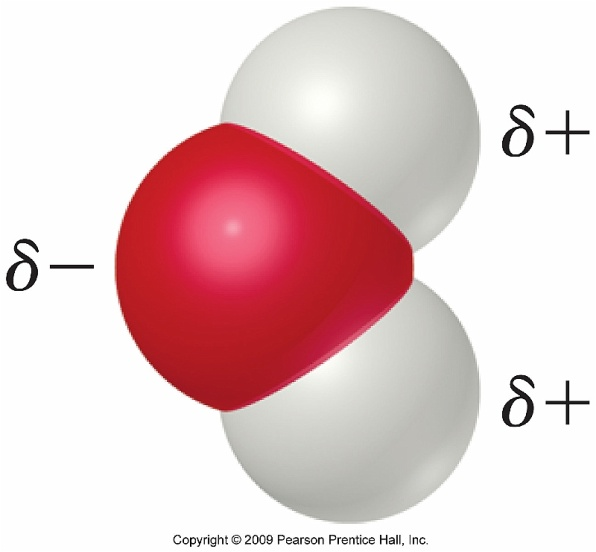 δ+
δ−
δ+
Copyright © 2009 Pearson Prentice Hall, Inc.